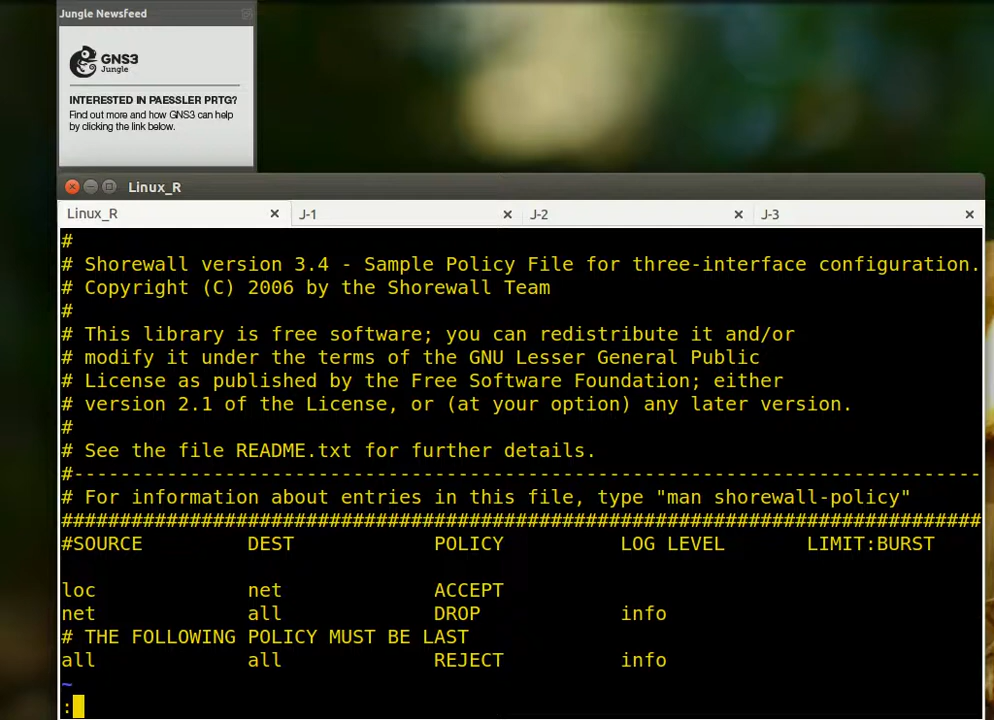 Jungle Newsfeed
GNS3
Jungle
INTERESTED IN PAESSLER PRTG?
Find out more and how GNS3 can help
by clicking the link below.
Linux_R
Linux_R J-1 J-2 J-3
#
# Shorewall version 3.4 - Sample Policy File for three-interface configuration.
# Copyright (C) 2006 by the Shorewall Team
#
# This library is free software; you can redistribute it and/or
# modify it under the terms of the GNU Lesser General Public
# License as published by the Free Software Foundation; either
# version 2.1 of the License, or (at your option) any later version.
#
# See the file README.txt for further details.
#------------------------------------------------------------------------------
# For information about entries in this file, type "man shorewall-policy"
###############################################################################
#SOURCE DEST POLICY LOG LEVEL LIMIT:BURST
loc net ACCEPT
net all DROP info
# THE FOLLOWING POLICY MUST BE LAST
all all REJECT info
~
: